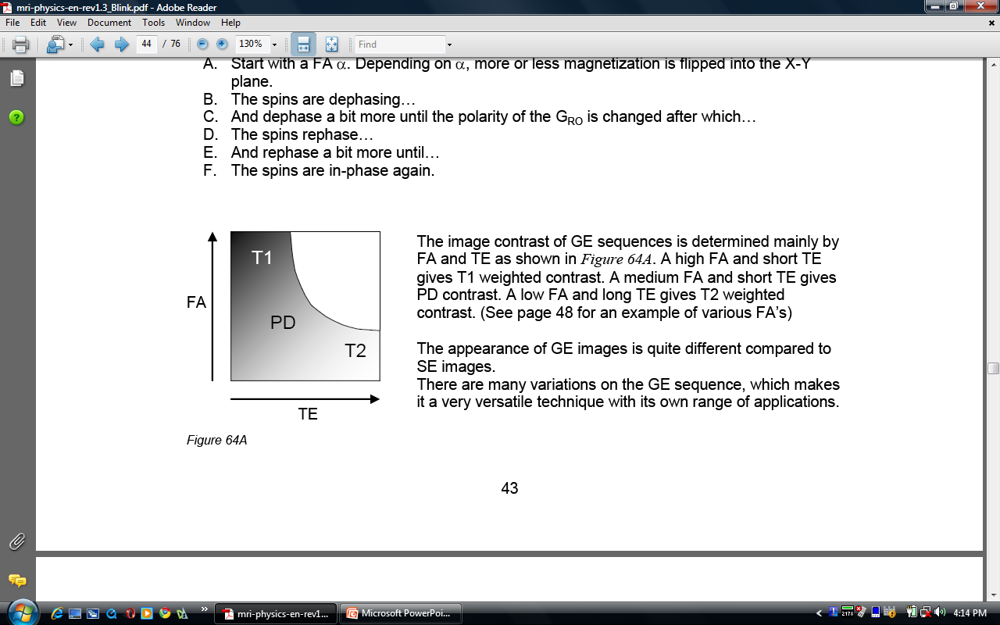 mri-physics-en-rev1.3_Blink.pdf - Adobe Reader
File Edit View Document Tools Window Help
44 / 76 130% Find
A. Start with a FA α. Depending on α, more or less magnetization is flipped into the X-Y
plane.
B. The spins are dephasing…
C. And dephase a bit more until the polarity of the GRO is changed after which…
D. The spins rephase…
E. And rephase a bit more until…
F. The spins are in-phase again.
T1
FA
PD
T2
TE
Figure 64A
The image contrast of GE sequences is determined mainly by
FA and TE as shown in Figure 64A. A high FA and short TE
gives T1 weighted contrast. A medium FA and short TE gives
PD contrast. A low FA and long TE gives T2 weighted
contrast. (See page 48 for an example of various FA's)
The appearance of GE images is quite different compared to
SE images.
There are many variations on the GE sequence, which makes
it a very versatile technique with its own range of applications.
43
mri-physics-en-rev1... Microsoft PowerPoi... 4:14 PM